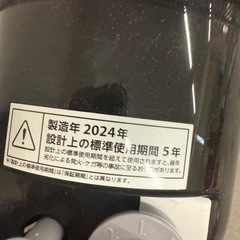 製造年 2024年
設計上の標準使用期間 5年
設計上の標準使用期間を超えて使用されますと、経年
劣化による発火・ケガ等の事故に至るおそれがあります。
※「設計上の標準使用期間」は「保証期間」とは異なります。